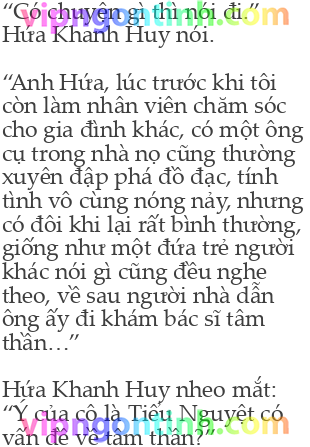 “Có chuyện gì thì nói đi.”
Hứa Khanh Huy nói.
“Anh Hứa, lúc trước khi tôi
còn làm nhân viên chăm sóc
cho gia đình khác, có một ông
cụ trong nhà nọ cũng thường
xuyên đập phá đồ đạc, tính
tình vô cùng nóng nảy, nhưng
có đôi khi lại rất bình thường,
giống như một đứa trẻ người
khác nói gì cũng đều nghe
theo, về sau người nhà dẫn
ông ấy đi khám bác sĩ tâm
thần…”
Hứa Khanh Huy nheo mắt:
“Ý của cô là Tiểu Nguyệt có
vấn đề về tâm thần?”
vipngontinh.com
vipngontinh.com